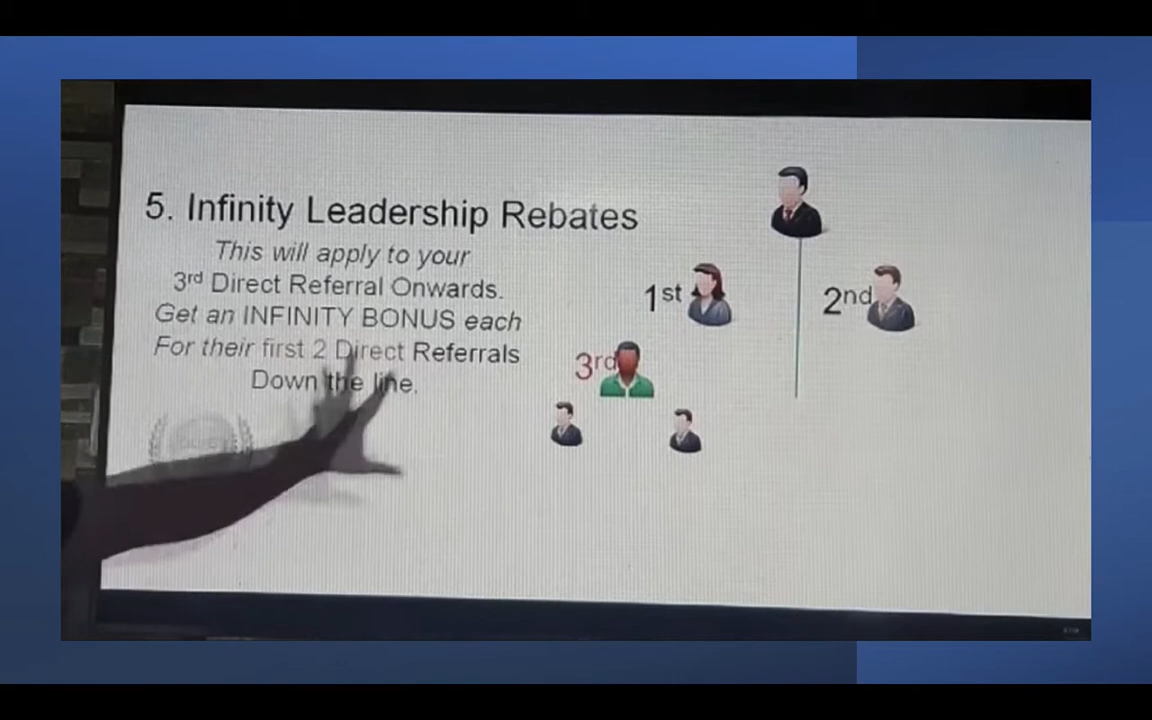 5. Infinity Leadership Rebates
This will apply to your
3rd Direct Referral Onwards.
Get an INFINITY BONUS each
For their first 2 Direct Referrals
Down the line.
1st
2nd
3rd